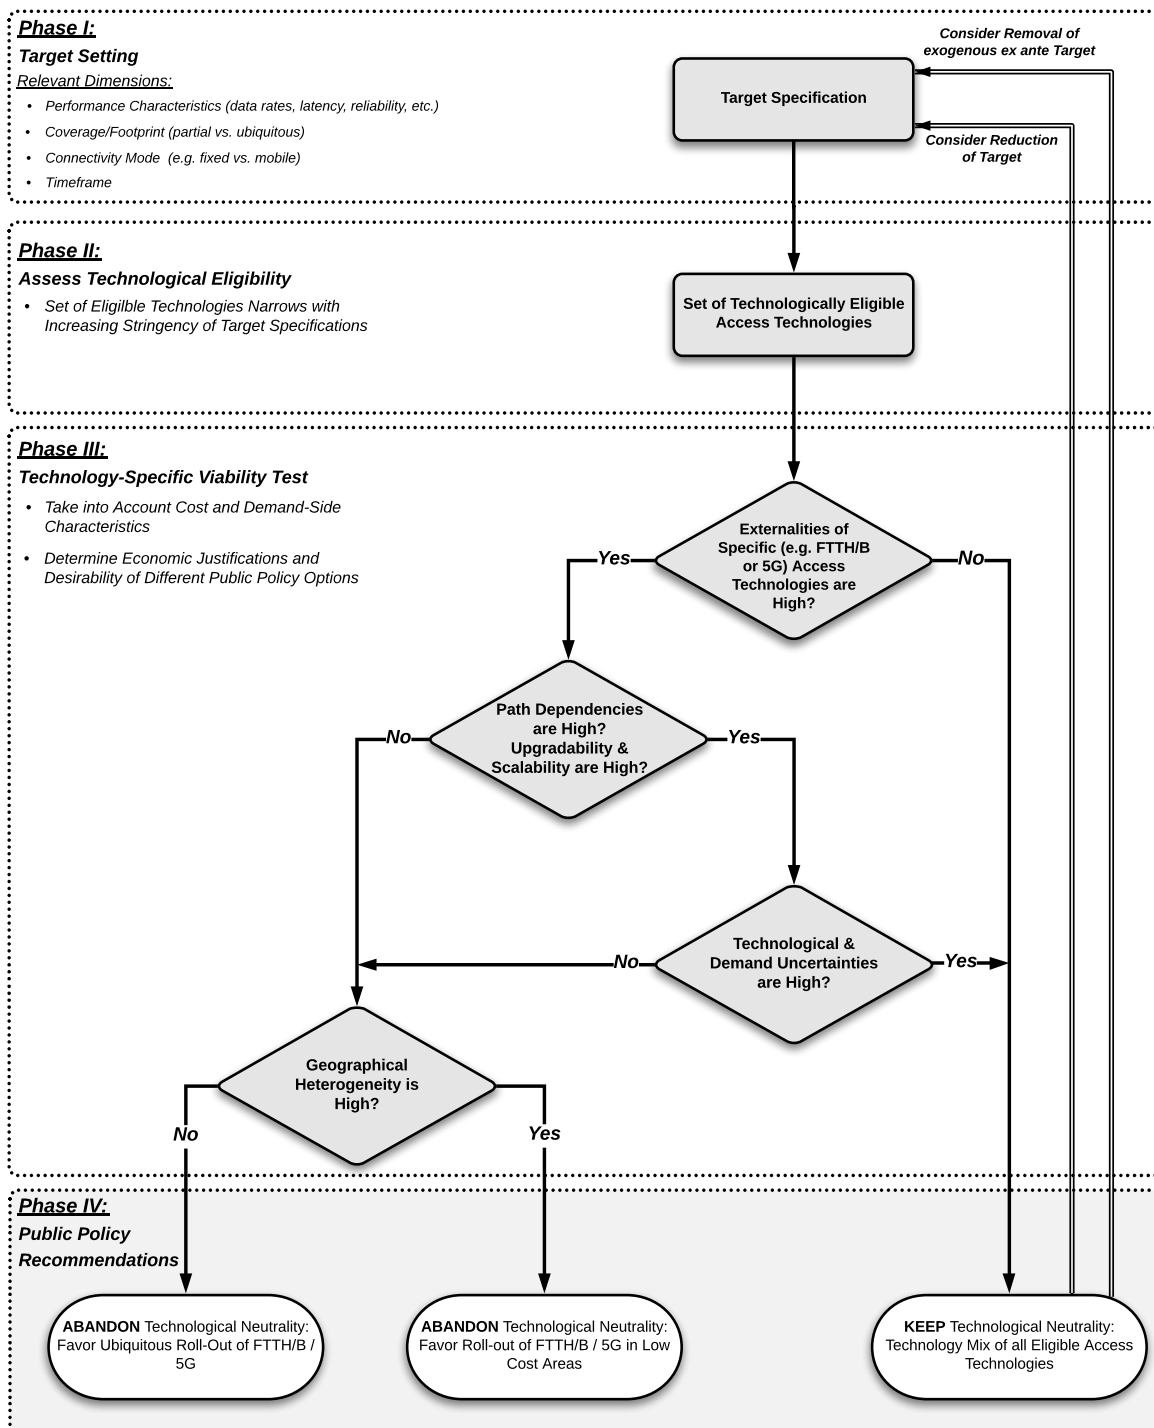 Phase I:
Target Setting
Relevant Dimensions:
• Performance Characteristics (data rates, latency, reliability, etc.)
• Coverage/Footprint (partial vs. ubiquitous)
• Connectivity Mode (e.g. fixed vs. mobile)
• Timeframe
Consider Removal of
exogenous ex ante Target
Target Specification
Consider Reduction
of Target
Phase II:
Assess Technological Eligibility
• Set of Eligilble Technologies Narrows with
Increasing Stringency of Target Specifications
Set of Technologically Eligible
Access Technologies
Phase III:
Technology-Specific Viability Test
• Take into Account Cost and Demand-Side
Characteristics
• Determine Economic Justifications and
Desirability of Different Public Policy Options
Externalities of
Specific (e.g. FTTH/B
or 5G) Access
Technologies are
High?
Yes
No
Path Dependencies
are High?
Upgradability &
Scalability are High?
No
Yes
Technological &
Demand Uncertainties
are High?
No
Yes
Geographical
Heterogeneity is
High?
No
Yes
Phase IV:
Public Policy
Recommendations
ABANDON Technological Neutrality:
Favor Ubiquitous Roll-Out of FTTH/B /
5G
ABANDON Technological Neutrality:
Favor Roll-out of FTTH/B / 5G in Low
Cost Areas
KEEP Technological Neutrality:
Technology Mix of all Eligible Access
Technologies